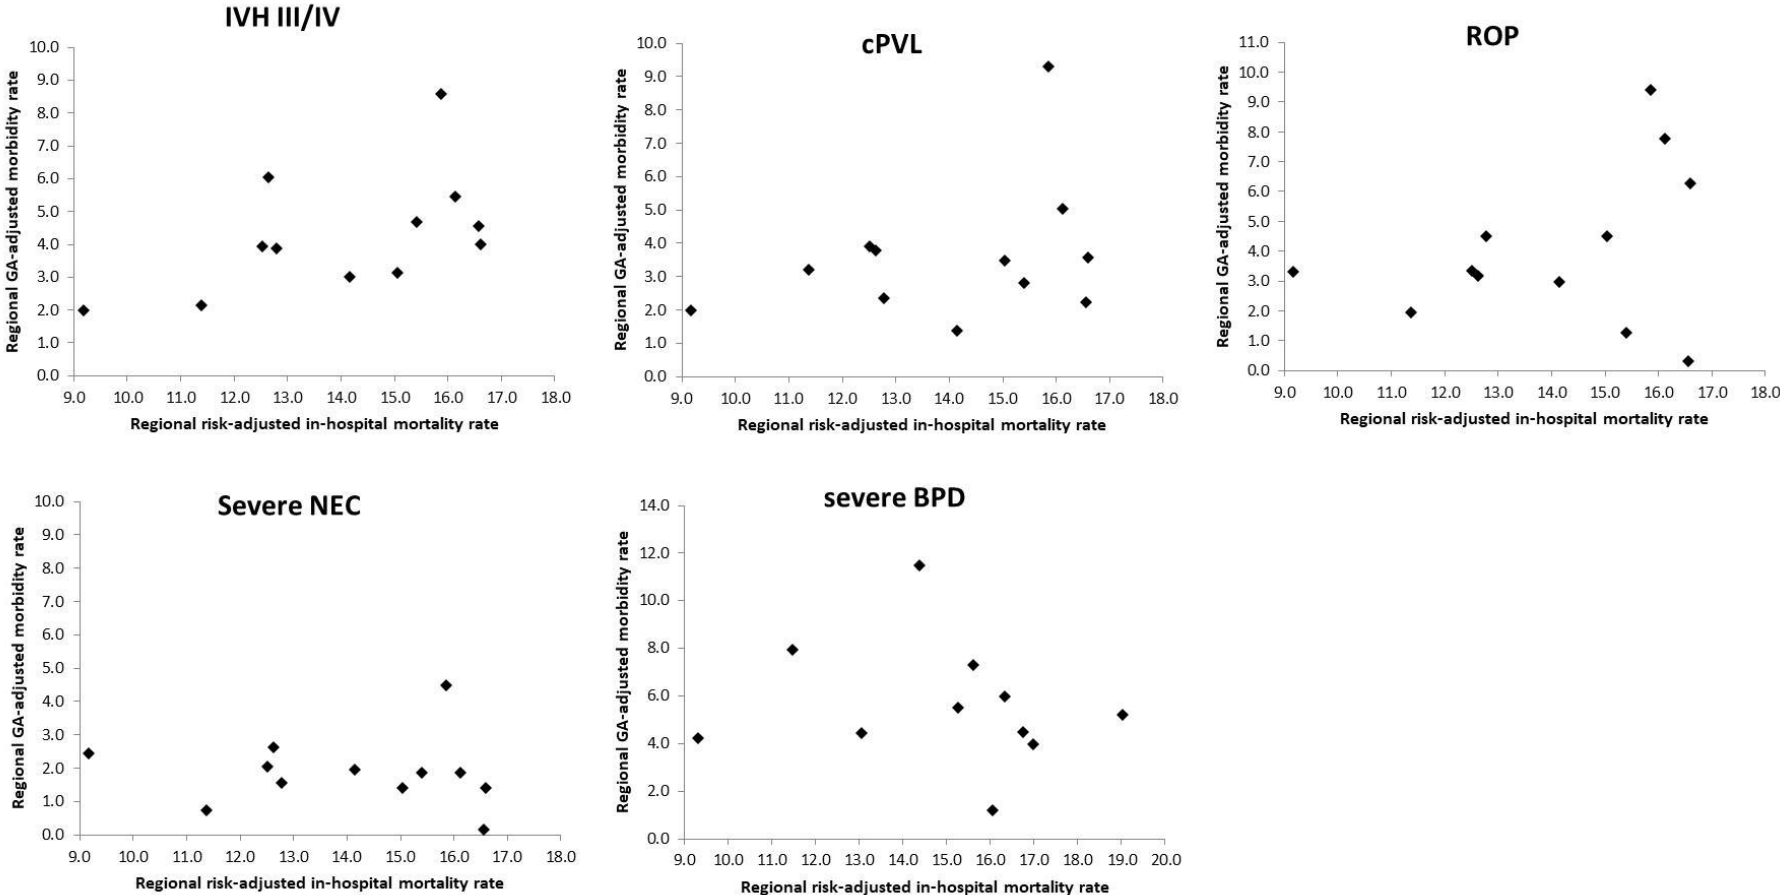 IVH III/IV
Regional GA-adjusted morbidity rate
10.0
9.0
8.0
7.0
6.0
5.0
4.0
3.0
2.0
1.0
0.0
9.0 10.0 11.0 12.0 13.0 14.0 15.0 16.0 17.0 18.0
Regional risk-adjusted in-hospital mortality rate
cPVL
Regional GA-adjusted morbidity rate
10.0
9.0
8.0
7.0
6.0
5.0
4.0
3.0
2.0
1.0
0.0
9.0 10.0 11.0 12.0 13.0 14.0 15.0 16.0 17.0 18.0
Regional risk-adjusted in-hospital mortality rate
ROP
Regional GA-adjusted morbidity rate
11.0
10.0
9.0
8.0
7.0
6.0
5.0
4.0
3.0
2.0
1.0
0.0
9.0 10.0 11.0 12.0 13.0 14.0 15.0 16.0 17.0 18.0
Regional risk-adjusted in-hospital mortality rate
Severe NEC
Regional GA-adjusted morbidity rate
10.0
9.0
8.0
7.0
6.0
5.0
4.0
3.0
2.0
1.0
0.0
9.0 10.0 11.0 12.0 13.0 14.0 15.0 16.0 17.0 18.0
Regional risk-adjusted in-hospital mortality rate
severe BPD
Regional GA-adjusted morbidity rate
14.0
12.0
10.0
8.0
6.0
4.0
2.0
0.0
9.0 10.0 11.0 12.0 13.0 14.0 15.0 16.0 17.0 18.0 19.0 20.0
Regional risk-adjusted in-hospital mortality rate